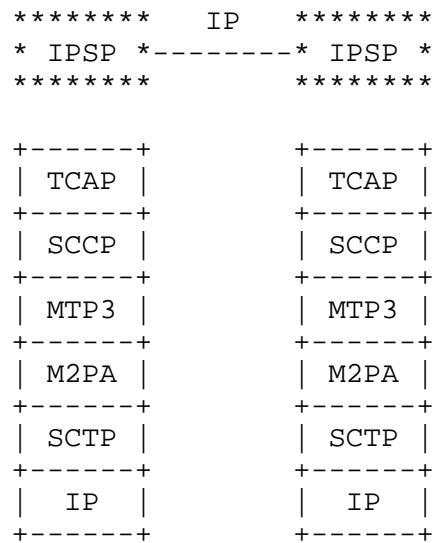 ********   IP   ********
* IPSP *--------* IPSP *
********        ********
+------+        +------+
| TCAP |        | TCAP |
+------+        +------+
| SCCP |        | SCCP |
+------+        +------+
| MTP3 |        | MTP3 |
+------+        +------+
| M2PA |        | M2PA |
+------+        +------+
| SCTP |        | SCTP |
+------+        +------+
|  IP  |        |  IP  |
+------+        +------+